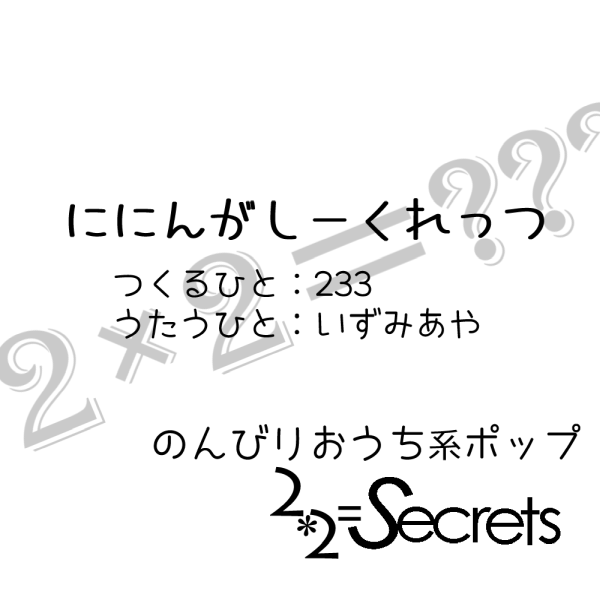 2×2=???
ににんがしーくれっつ
つくるひと：233
うたうひと：いずみあや
のんびりおうち系ポップ
2*2=Secrets